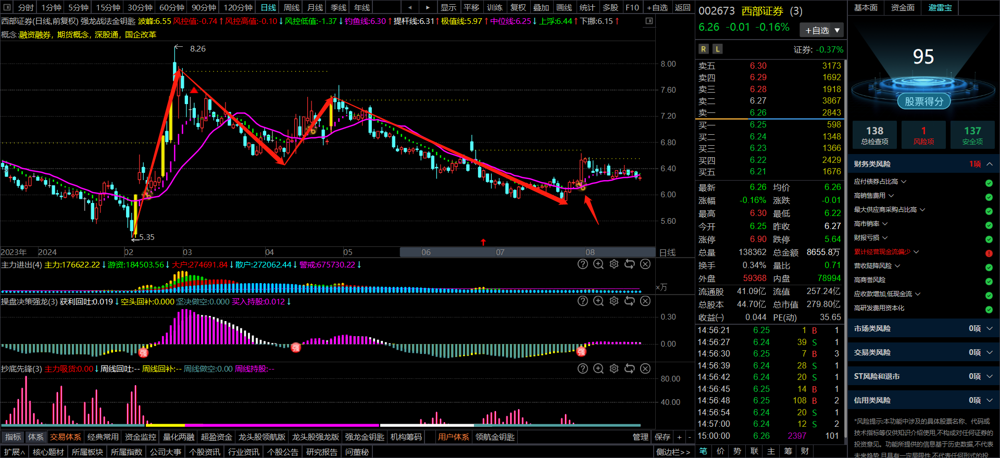 分时 1分钟 5分钟 15分钟 30分钟 60分钟 90分钟 120分钟 日线 周线 月线 季线 年线 显示 平移 训练 复权 叠加 画线 统计 多股 F10 +自选 返回
西部证券(日线,前复权) 强龙战法金钥匙 波峰:6.55 风控值:-0.74↑ 风控高值:-0.10↓ 风控低值:-1.37↓ 钓鱼线:6.30↑ 提杆线:6.31↑ 极值线:5.97↑ 中位线:6.25↓ 上浮:6.44↑ 下挪:6.15↑
概念:融资融券, 期货概念, 深股通, 国企改革
8.26
5.35
8.00
7.60
7.20
6.80
6.40
6.00
5.60
2023年 2024 02 03 04 05 06 07 08 日线
主力进出(4) 主力:176622.22↓ 游资:184503.56↓ 大户:274691.84↓ 散户:272062.44↓ 警戒:675730.22↓
×万
操盘决策强龙(3) 获利回吐:0.019↓ 空头回补:0.000 坚决做空:0.000 买入持股:0.012↓
0.30
0.00
强 强 强
抄底先锋(3) 主力吸货:0.00↓ 周线回吐:-- 周线回补:-- 周线做空:0.00 周线持股:--
80.00
40.00
指标 体系 交易体系 经典常用 资金监控 量化两融 超盈资金 龙头股领航版 龙头股强龙版 强龙金钥匙 机构筹码 用户体系 领航金钥匙 管理 保存 + -
扩展∧ 核心题材 所属板块 所属指数 公司大事 个股资讯 行业资讯 个股公告 研究报告 问董秘 侧边栏>>
002673 西部证券 (3)
6.26 -0.01 -0.16% +自选 ▼
R L 证券: -0.37%
卖五 6.30 3173
卖四 6.29 1692
卖三 6.28 1918
卖二 6.27 3867
卖一 6.26 2843
买一 6.25 598
买二 6.24 1348
买三 6.23 1366
买四 6.22 2429
买五 6.21 1676
最新 6.26 均价 6.26
涨幅 -0.16% 涨跌 -0.01
最高 6.30 最低 6.22
今开 6.25 昨收 6.27
涨停 6.90 跌停 5.64
总量 138362 总金额 8655.8万
换手 0.34% 量比 0.71
外盘 59368 内盘 78994
流通股 41.09亿 流值 257.24亿
总股本 44.70亿 总市值 279.80亿
收益(-) 0.044 PE(动) 35.65
14:56:21 6.25 1 B 1
14:56:27 6.24 39 S 1
14:56:30 6.25 7 B 3
14:56:39 6.24 28 S 1
14:56:42 6.24 20 S 1
14:56:45 6.25 14 B 1
14:56:48 6.25 108 B 2
14:56:54 6.24 20 S 1
14:57:00 6.24 12 S 2
15:00:00 6.26 2397 101
笔 价 势 联 主 筹 财
基本面 资金面 避雷宝
95
股票得分
138 1 137
总检查项 风险项 安全项
财务类风险 1项
应付债券占比高
高销售费用
最大供应商采购占比高
高市销率
财报亏损
累计经营现金流偏少
营收陡降风险
高商誉风险
应收款增加,低现金流
高研发费用资本化
市场类风险 0项
交易类风险 0项
ST风险和退市 0项
信用类风险 0项
*风险提示:本功能中涉及的具体股票名称、代码或
技术指标等仅供知识介绍使用,不构成对任何证券的
投资意见。功能所提供的信息基于历史数据,不代表
未来趋势,且具有一定局限性,不代表任何形式的投